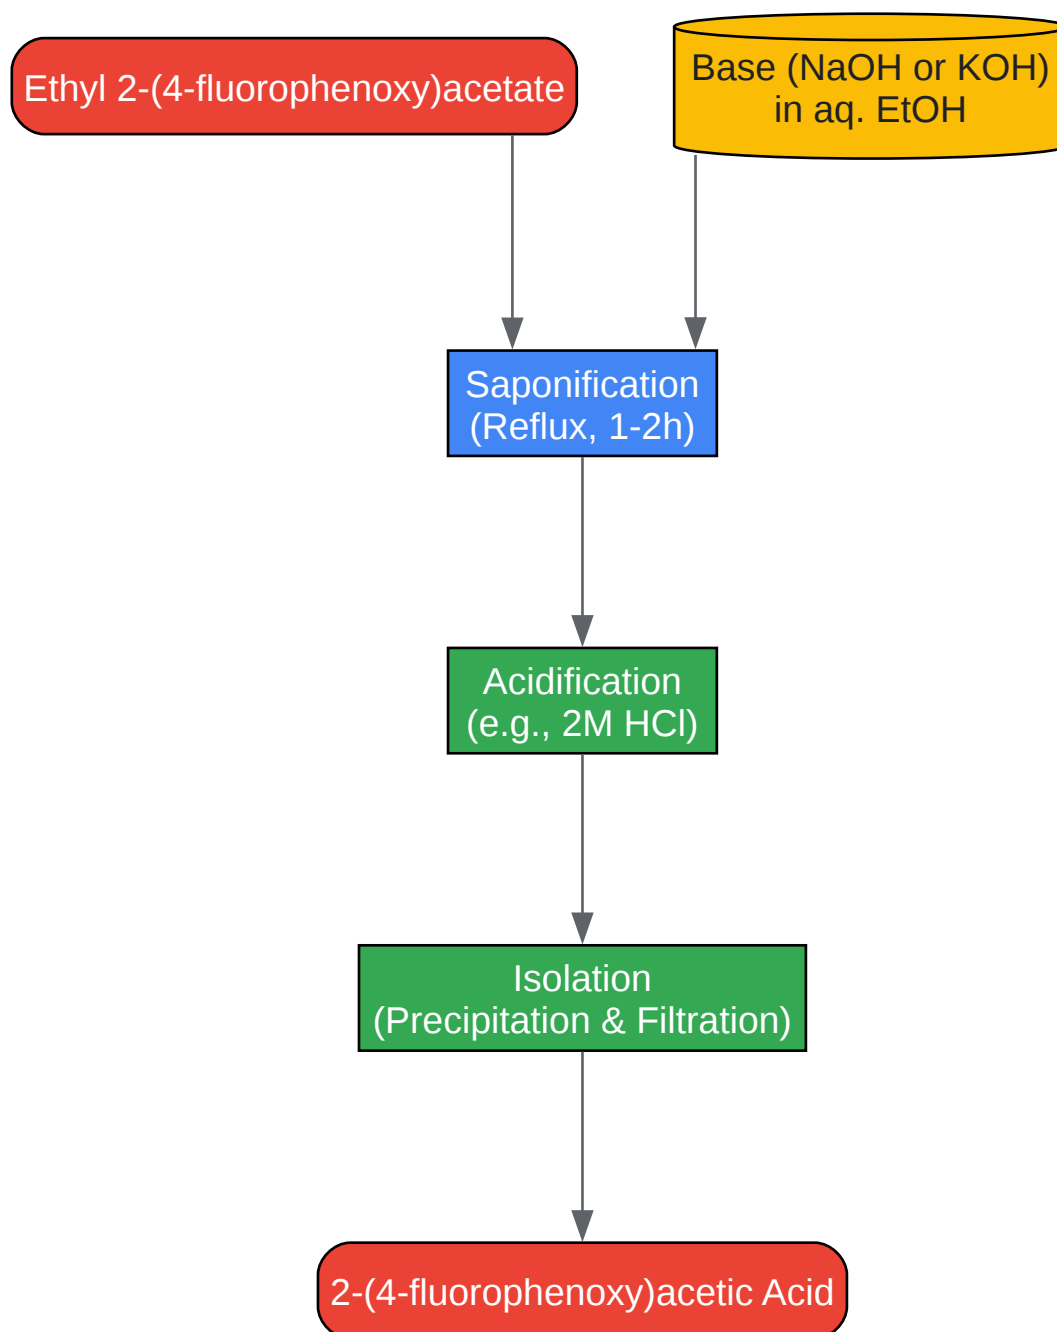 Ethyl 2-(4-fluorophenoxy)acetate
Base (NaOH or KOH)
in aq. EtOH
Saponification
(Reflux, 1-2h)
Acidification
(e.g., 2M HCl)
Isolation
(Precipitation & Filtration)
2-(4-fluorophenoxy)acetic Acid